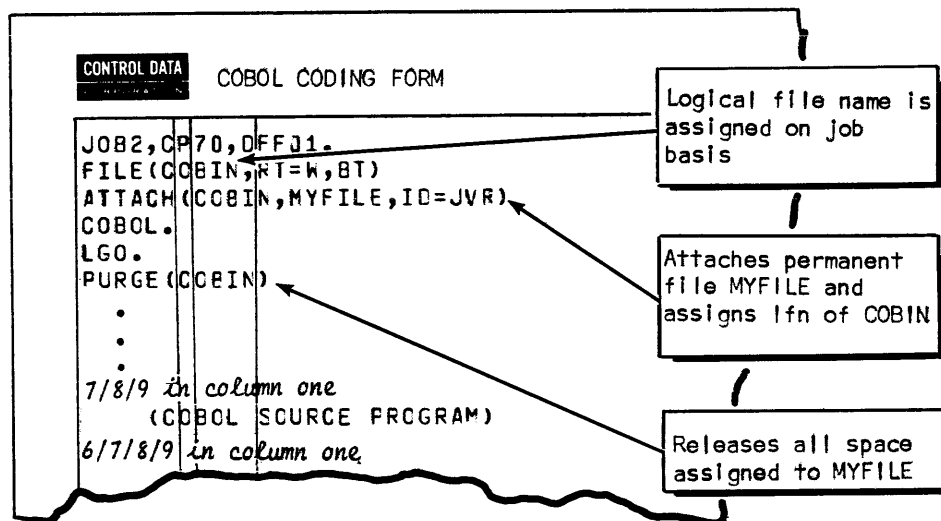 CONTROL DATA
COBOL CODING FORM
JOB2,CP70,DFF01.
FILE(COBIN,RT=W,BT)
ATTACH(COBIN,MYFILE,ID=JVR)
COBOL.
LGO.
PURGE(COBIN)
.
.
.
7/8/9 in column one
(COBOL SOURCE PROGRAM)
6/7/8/9 in column one
Logical file name is
assigned on job
basis
Attaches permanent
file MYFILE and
assigns lfn of COBIN
Releases all space
assigned to MYFILE